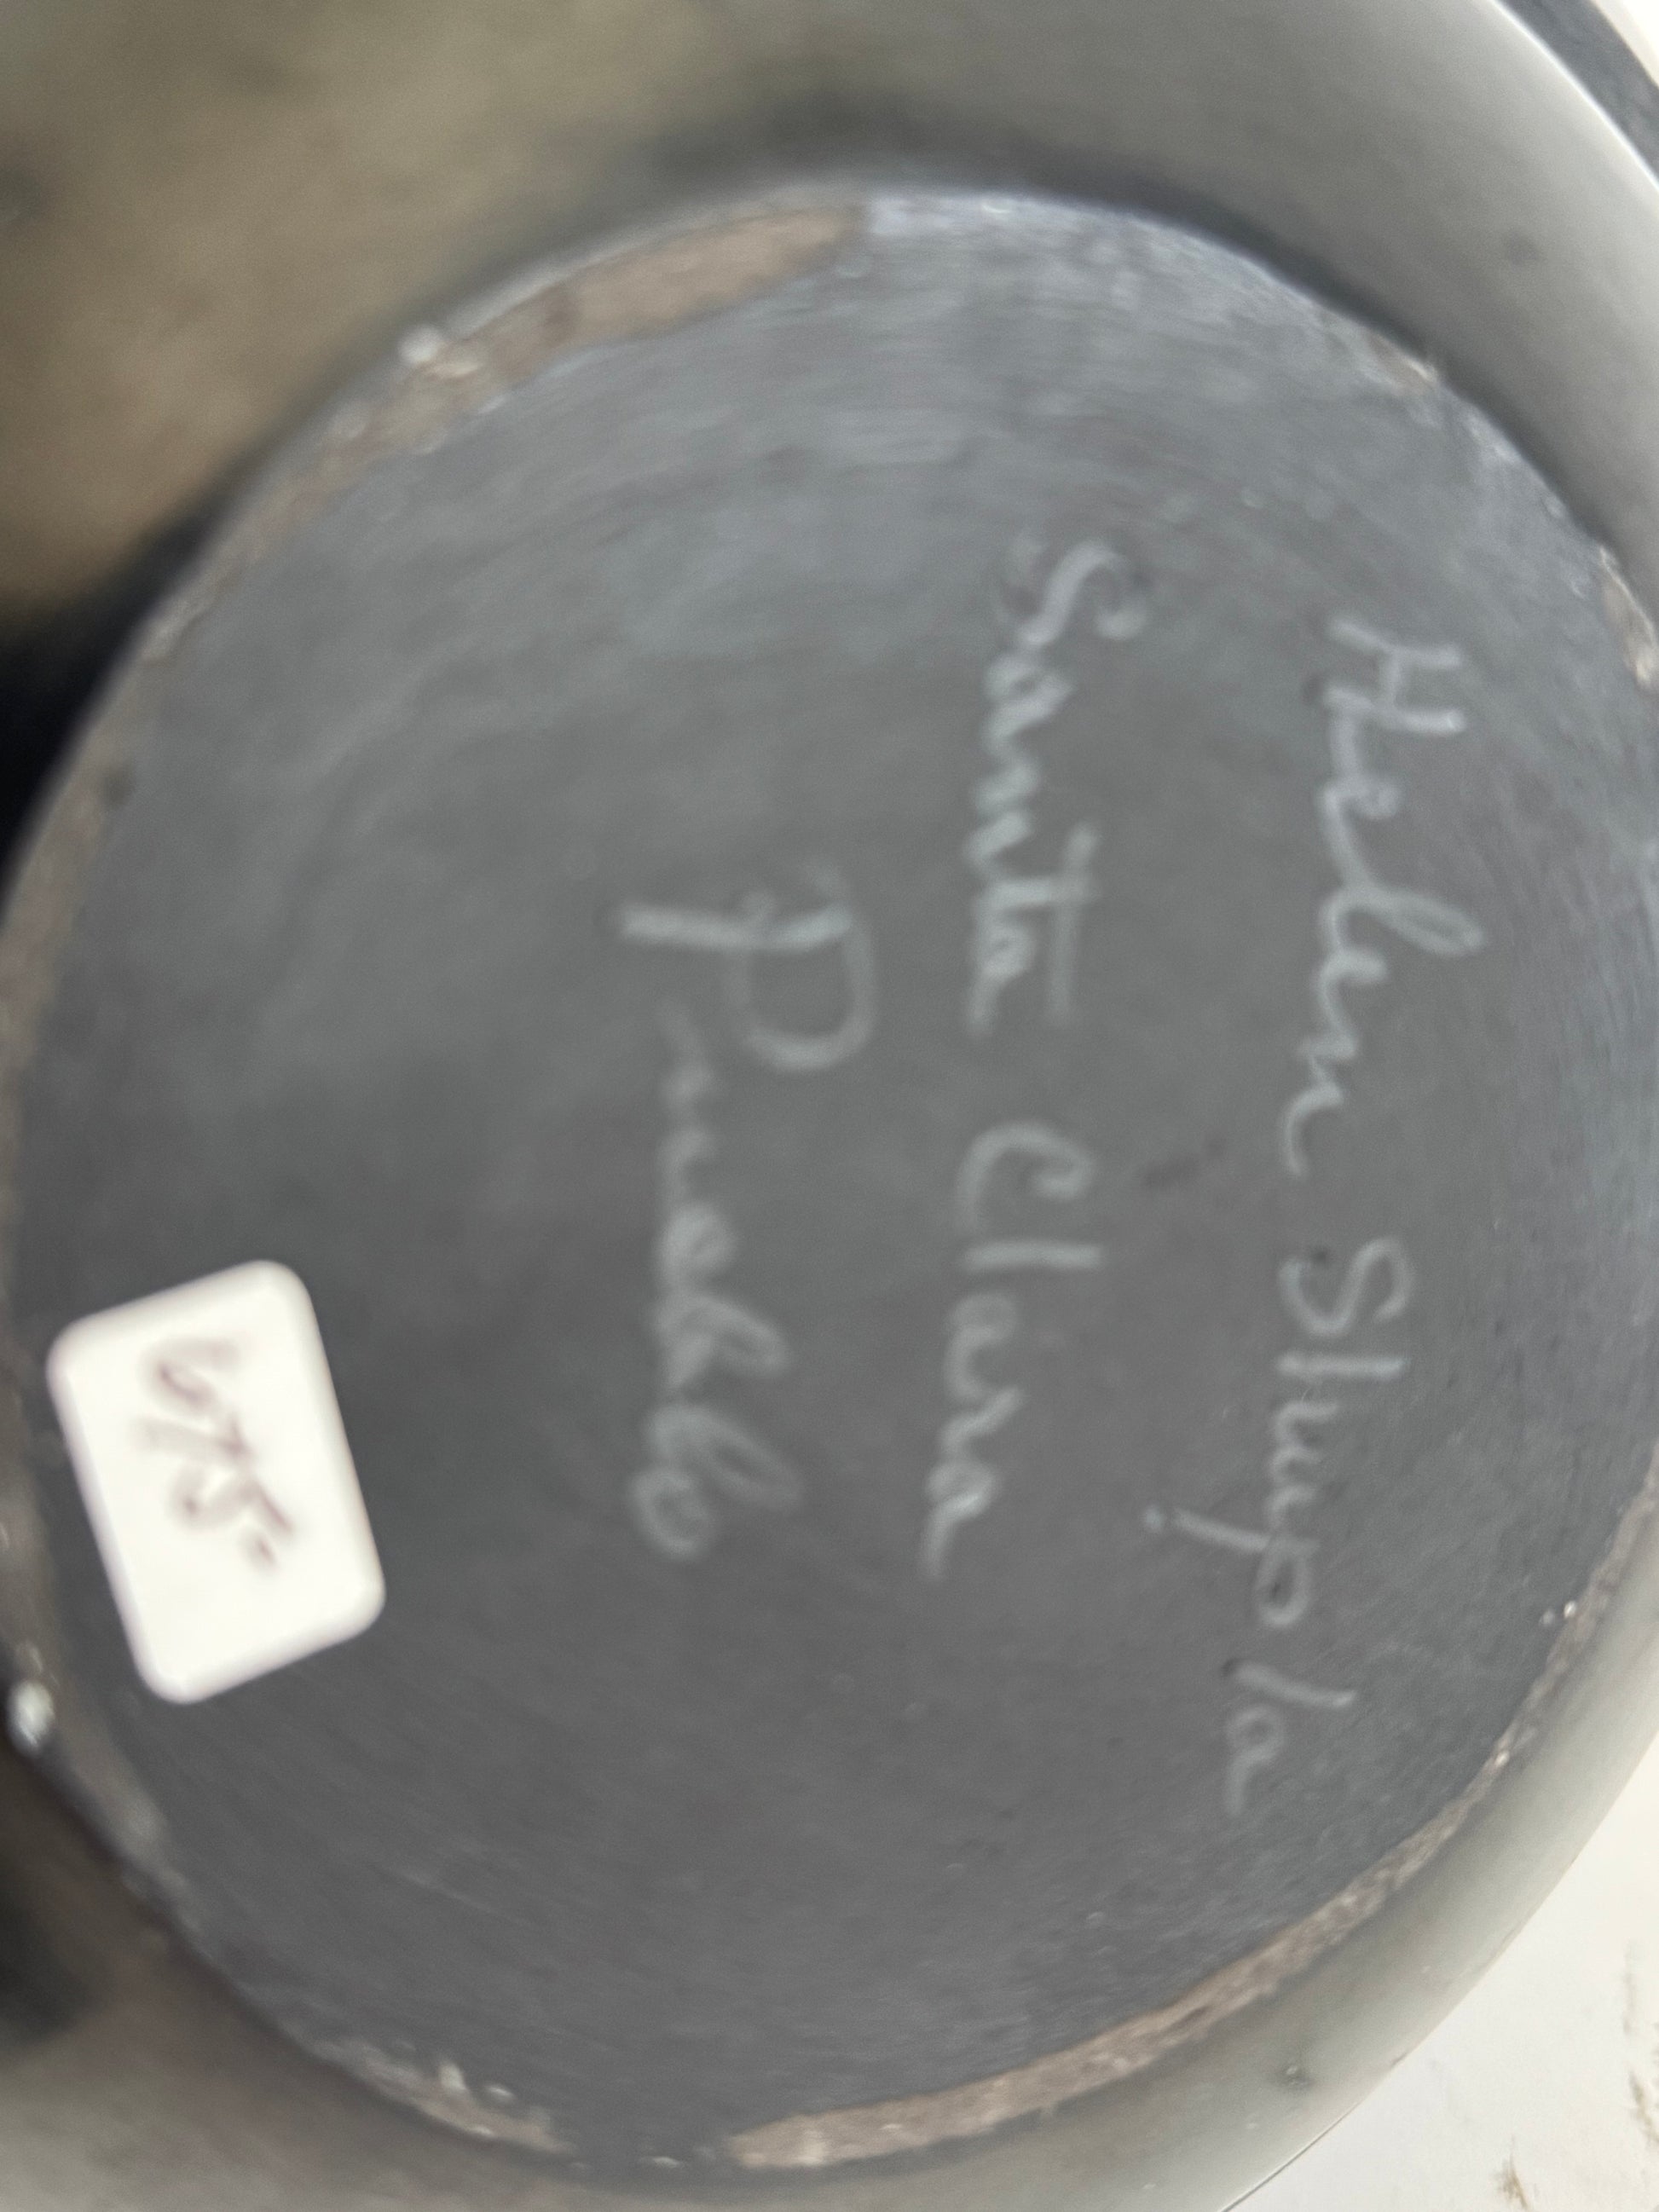 Helen Shupla
Santa Clara
Pueblo
675-